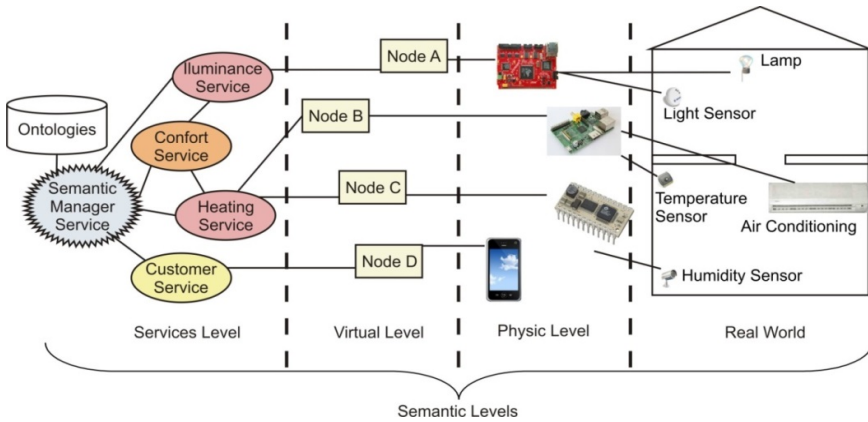 Node A
Iluminance
Service
Lamp
Light Sensor
Ontologies
Node B
Confort
Service
Semantic
Manager
Service
Heating
Service
Node C
Temperature
Sensor
Air Conditioning
Customer
Service
Node D
Humidity Sensor
Services Level
Virtual Level
Physic Level
Real World
Semantic Levels